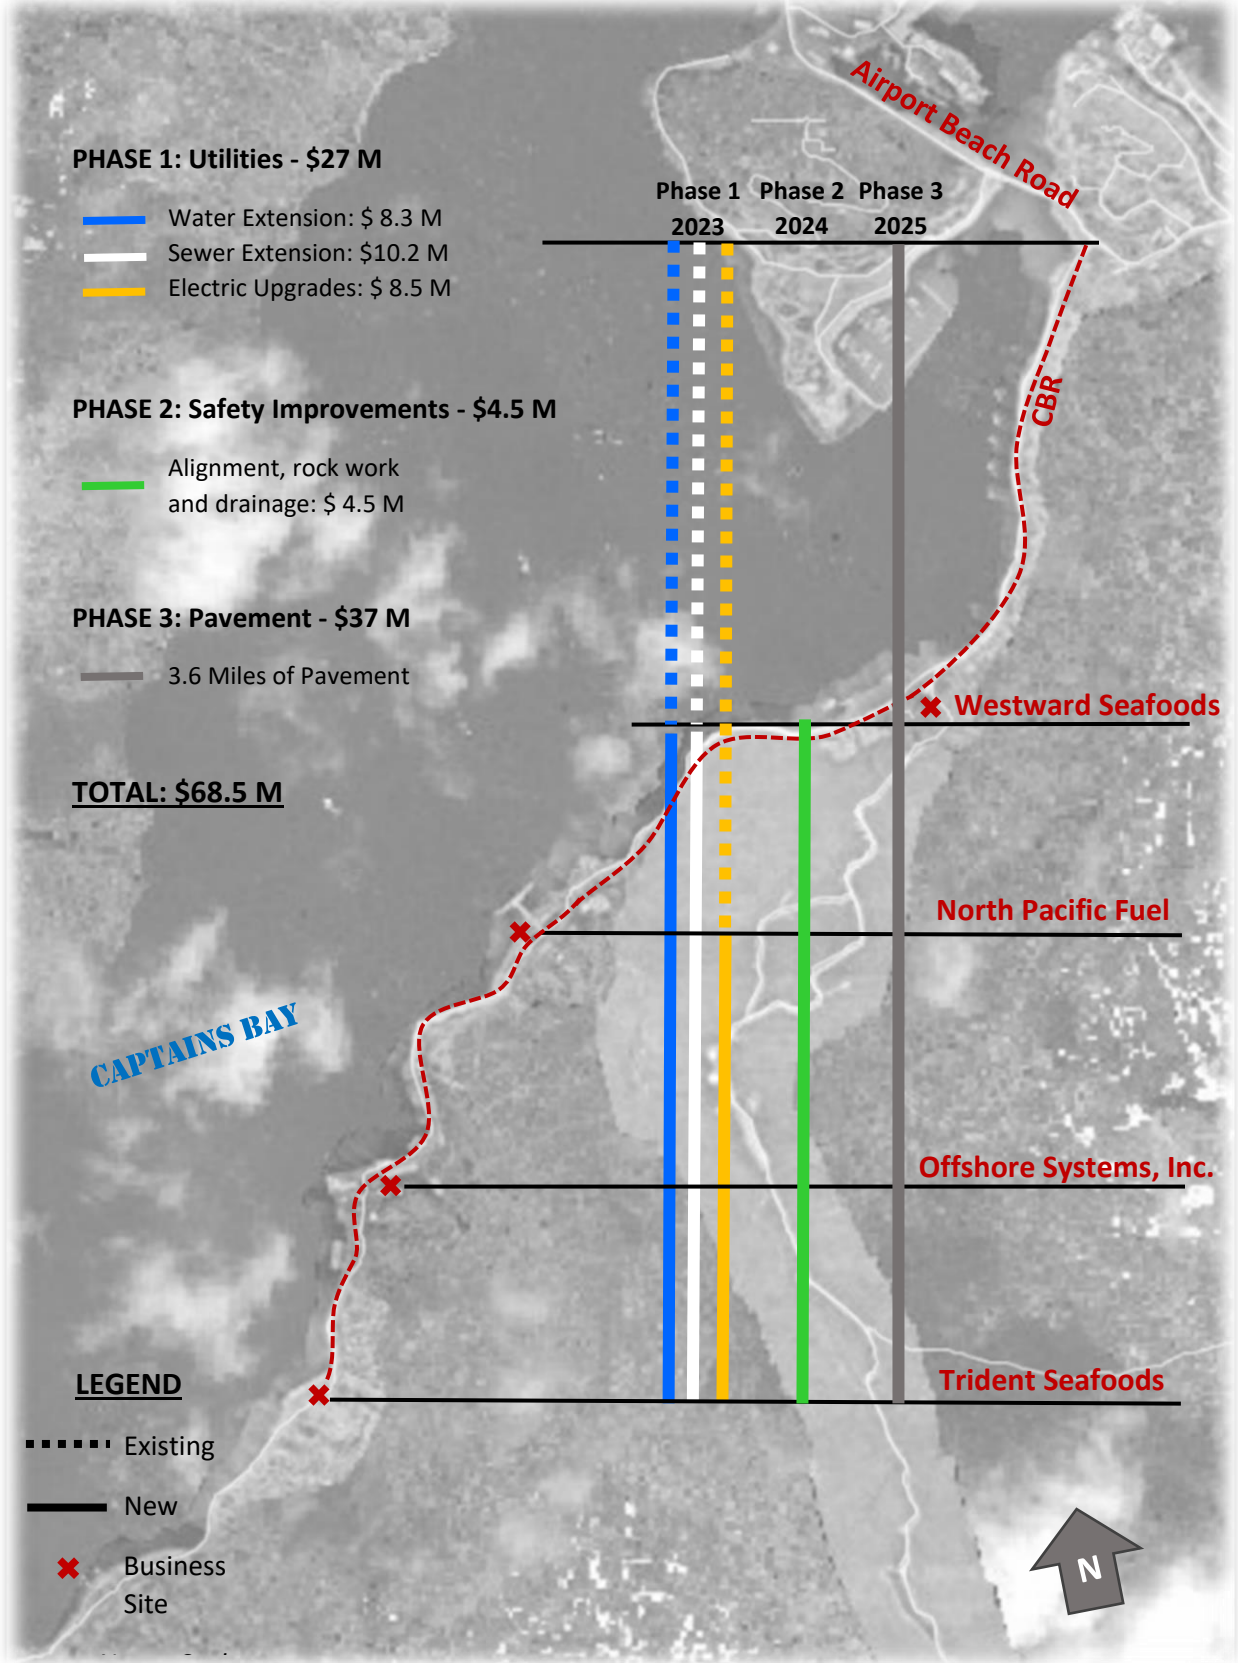 Airport Beach Road
PHASE 1: Utilities - $27 M
Water Extension: $ 8.3 M
Sewer Extension: $10.2 M
Electric Upgrades: $ 8.5 M
Phase 1 Phase 2 Phase 3
2023 2024 2025
CBR
PHASE 2: Safety Improvements - $4.5 M
Alignment, rock work
and drainage: $ 4.5 M
PHASE 3: Pavement - $37 M
3.6 Miles of Pavement
Westward Seafoods
TOTAL: $68.5 M
North Pacific Fuel
CAPTAINS BAY
Offshore Systems, Inc.
Trident Seafoods
LEGEND
Existing
New
Business
Site
N